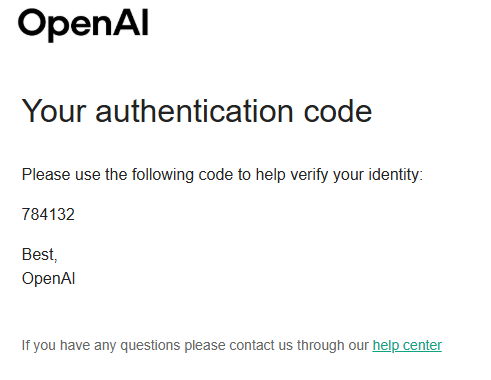 OpenAI
Your authentication code
Please use the following code to help verify your identity:
784132
Best,
OpenAI
If you have any questions please contact us through our help center